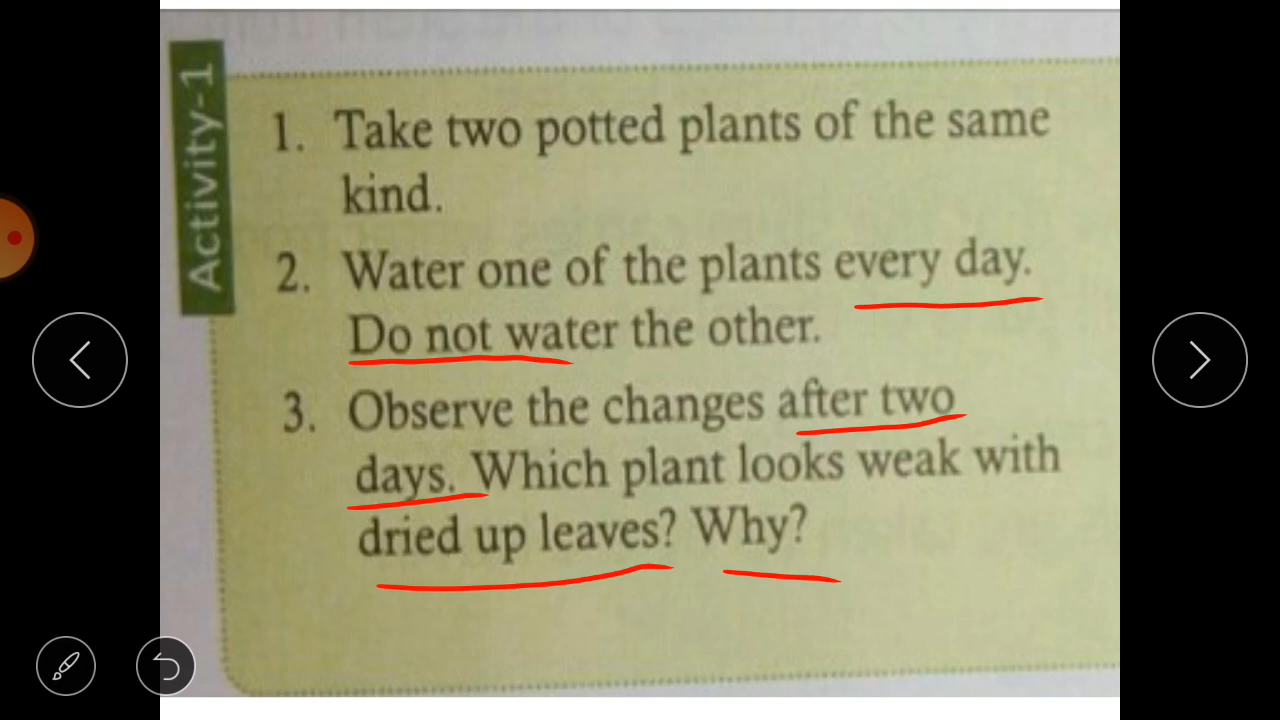 Activity-1
1. Take two potted plants of the same
kind.
2. Water one of the plants every day.
Do not water the other.
3. Observe the changes after two
days. Which plant looks weak with
dried up leaves? Why?